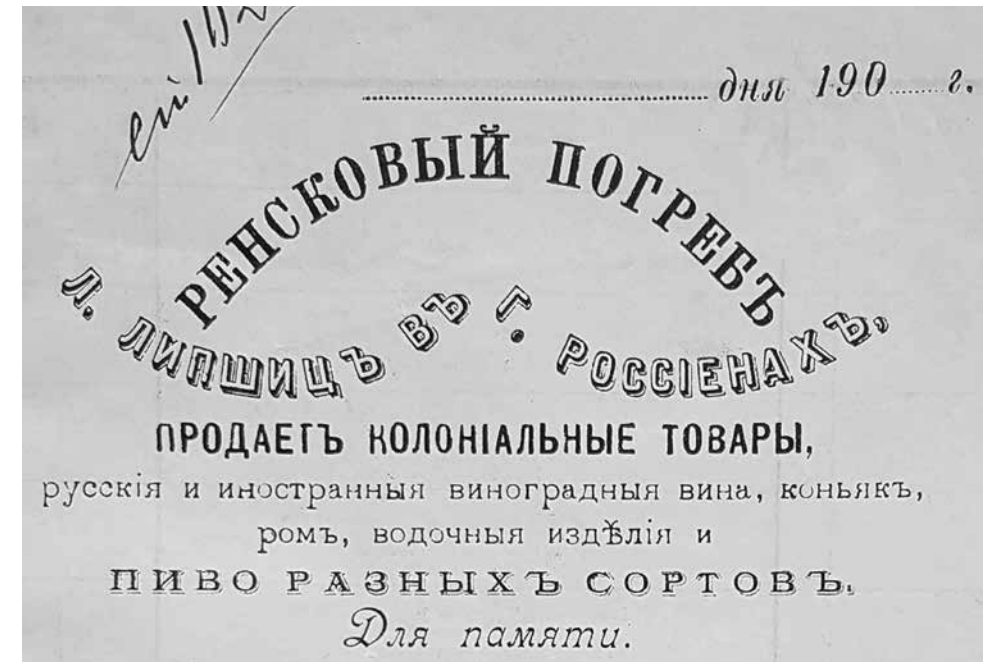 дня 190 г.
РЕНСКОВЫЙ ПОГРЕБЪ
Л. ЛИПШИЦЪ ВЪ Г. РОССІЕНАХЪ,
ПРОДАЕТЪ КОЛОНІАЛЬНЫЕ ТОВАРЫ,
русскія и иностранныя виноградныя вина, коньякъ,
ромъ, водочныя издѣлія и
ПИВО РАЗНЫХЪ СОРТОВЪ.
Для памяти.